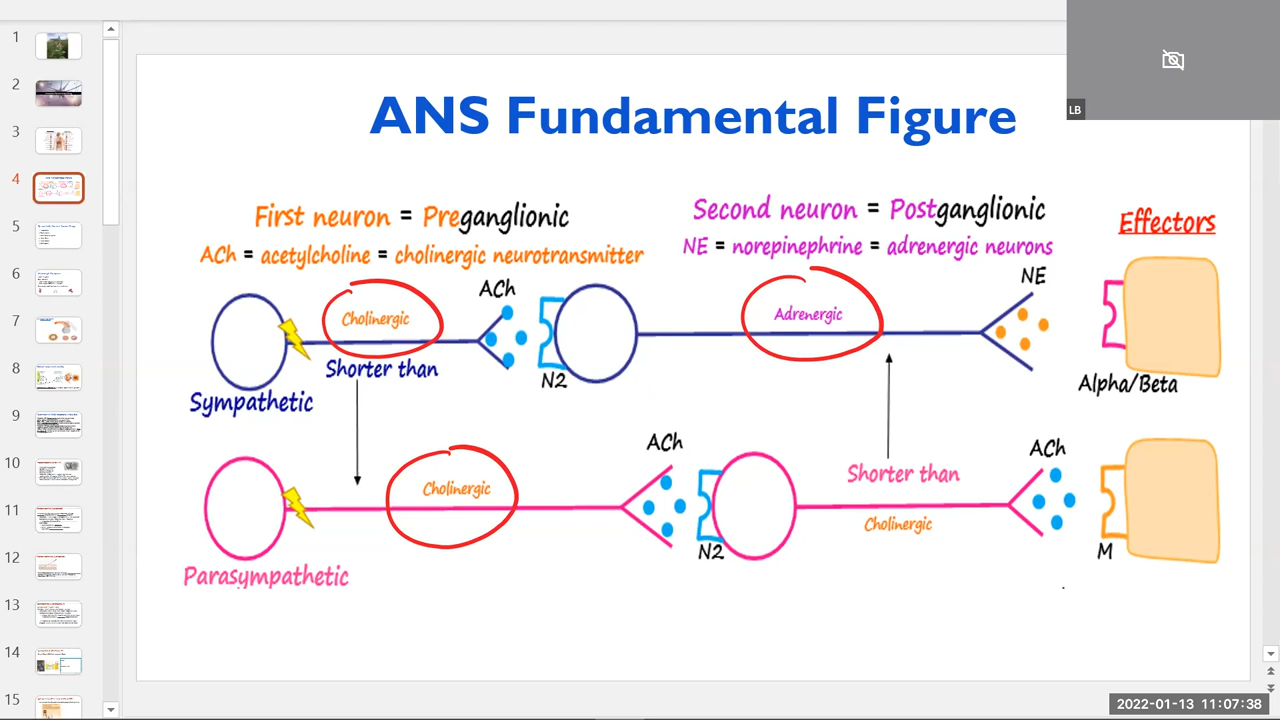 1
2
3
4
6
7
8
9
10
11
12
13
14
15
LB
ANS Fundamental Figure
First neuron = Preganglionic
ACh = acetylcholine = cholinergic neurotransmitter
Second neuron = Postganglionic
NE = norepinephrine = adrenergic neurons
Effectors
Cholinergic
ACh
Adrenergic
NE
Shorter than
N2
Alpha/Beta
Sympathetic
ACh
ACh
Cholinergic
Shorter than
Cholinergic
N2
M
Parasympathetic
2022-01-13 11:07:38